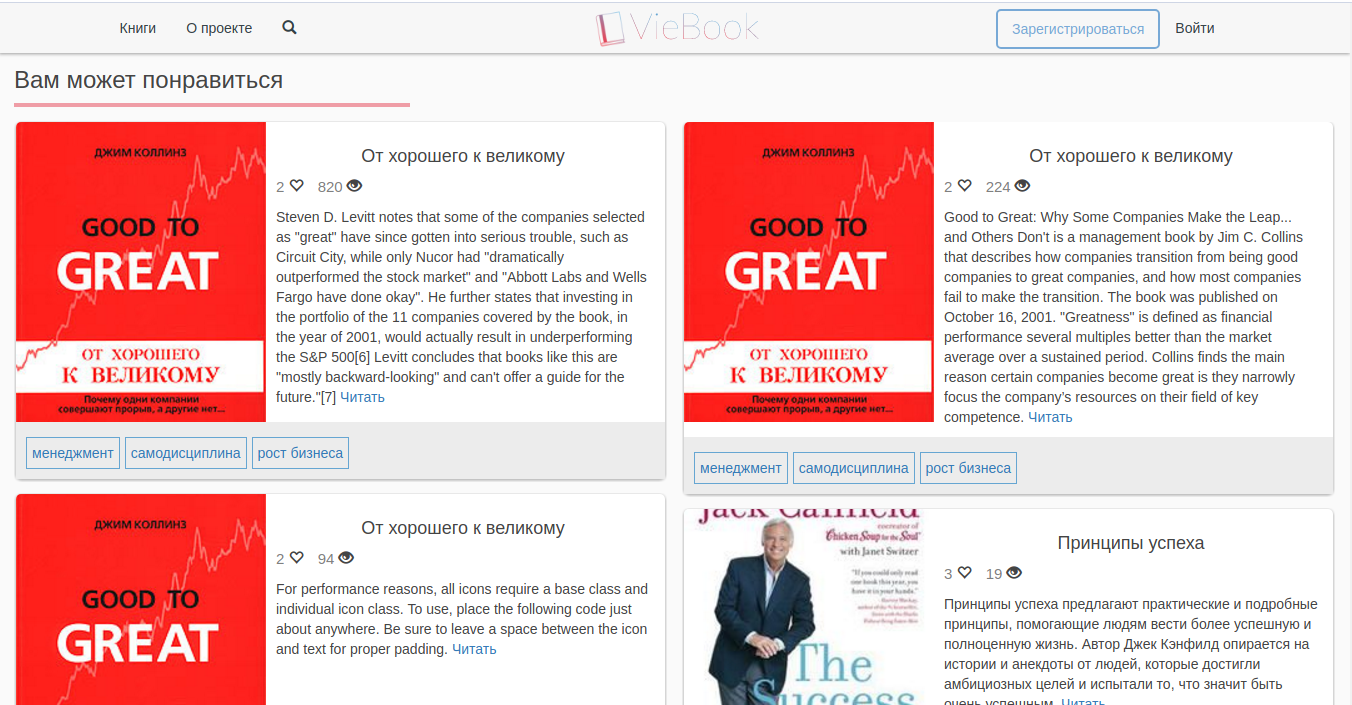 Книги О проекте VieBook Зарегистрироваться Войти
Вам может понравиться
ДЖИМ КОЛЛИНЗ
GOOD TO
GREAT
ОТ ХОРОШЕГО
К ВЕЛИКОМУ
Почему одни компании
совершают прорыв, а другие нет...
От хорошего к великому
2 820
Steven D. Levitt notes that some of the companies selected
as "great" have since gotten into serious trouble, such as
Circuit City, while only Nucor had "dramatically
outperformed the stock market" and "Abbott Labs and Wells
Fargo have done okay". He further states that investing in
the portfolio of the 11 companies covered by the book, in
the year of 2001, would actually result in underperforming
the S&P 500[6] Levitt concludes that books like this are
"mostly backward-looking" and can't offer a guide for the
future."[7] Читать
менеджмент самодисциплина рост бизнеса
ДЖИМ КОЛЛИНЗ
GOOD TO
GREAT
ОТ ХОРОШЕГО
К ВЕЛИКОМУ
Почему одни компании
совершают прорыв, а другие нет...
От хорошего к великому
2 224
Good to Great: Why Some Companies Make the Leap...
and Others Don't is a management book by Jim C. Collins
that describes how companies transition from being good
companies to great companies, and how most companies
fail to make the transition. The book was published on
October 16, 2001. "Greatness" is defined as financial
performance several multiples better than the market
average over a sustained period. Collins finds the main
reason certain companies become great is they narrowly
focus the company's resources on their field of key
competence. Читать
менеджмент самодисциплина рост бизнеса
ДЖИМ КОЛЛИНЗ
GOOD TO
GREAT
От хорошего к великому
2 94
For performance reasons, all icons require a base class and
individual icon class. To use, place the following code just
about anywhere. Be sure to leave a space between the icon
and text for proper padding. Читать
Jack Canfield
cocreator of
Chicken Soup for the Soul
with Janet Switzer
"If you could only read
one book this year, you
have it in your hands."
The
Success
Принципы успеха
3 19
Принципы успеха предлагают практические и подробные
принципы, помогающие людям вести более успешную и
полноценную жизнь. Автор Джек Кэнфилд опирается на
истории и анекдоты от людей, которые достигли
амбициозных целей и испытали то, что значит быть
очень успешным. Читать